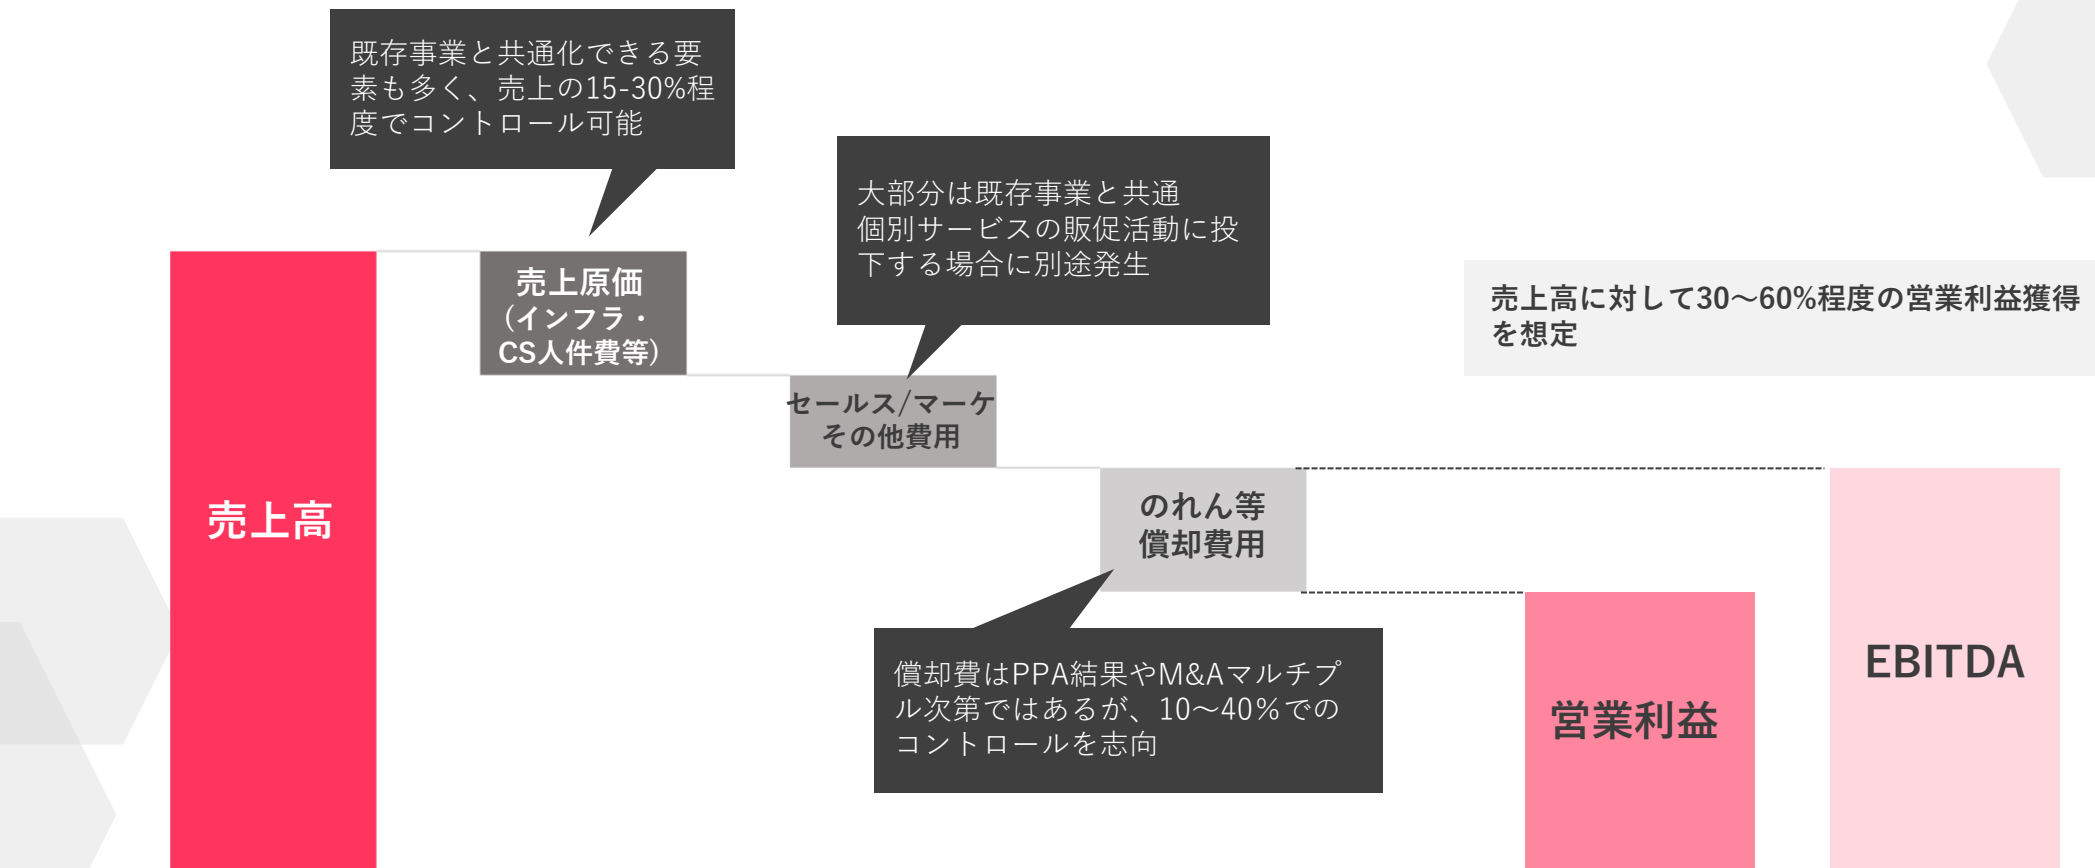 既存事業と共通化できる要
素も多く、売上の15-30%程
度でコントロール可能
大部分は既存事業と共通
個別サービスの販促活動に投
下する場合に別途発生
売上原価
（インフラ・
CS人件費等）
売上高に対して30～60%程度の営業利益獲得
を想定
セールス/マーケ
その他費用
売上高
のれん等
償却費用
償却費はPPA結果やM&Aマルチプ
ル次第ではあるが、10～40％での
コントロールを志向
営業利益
EBITDA